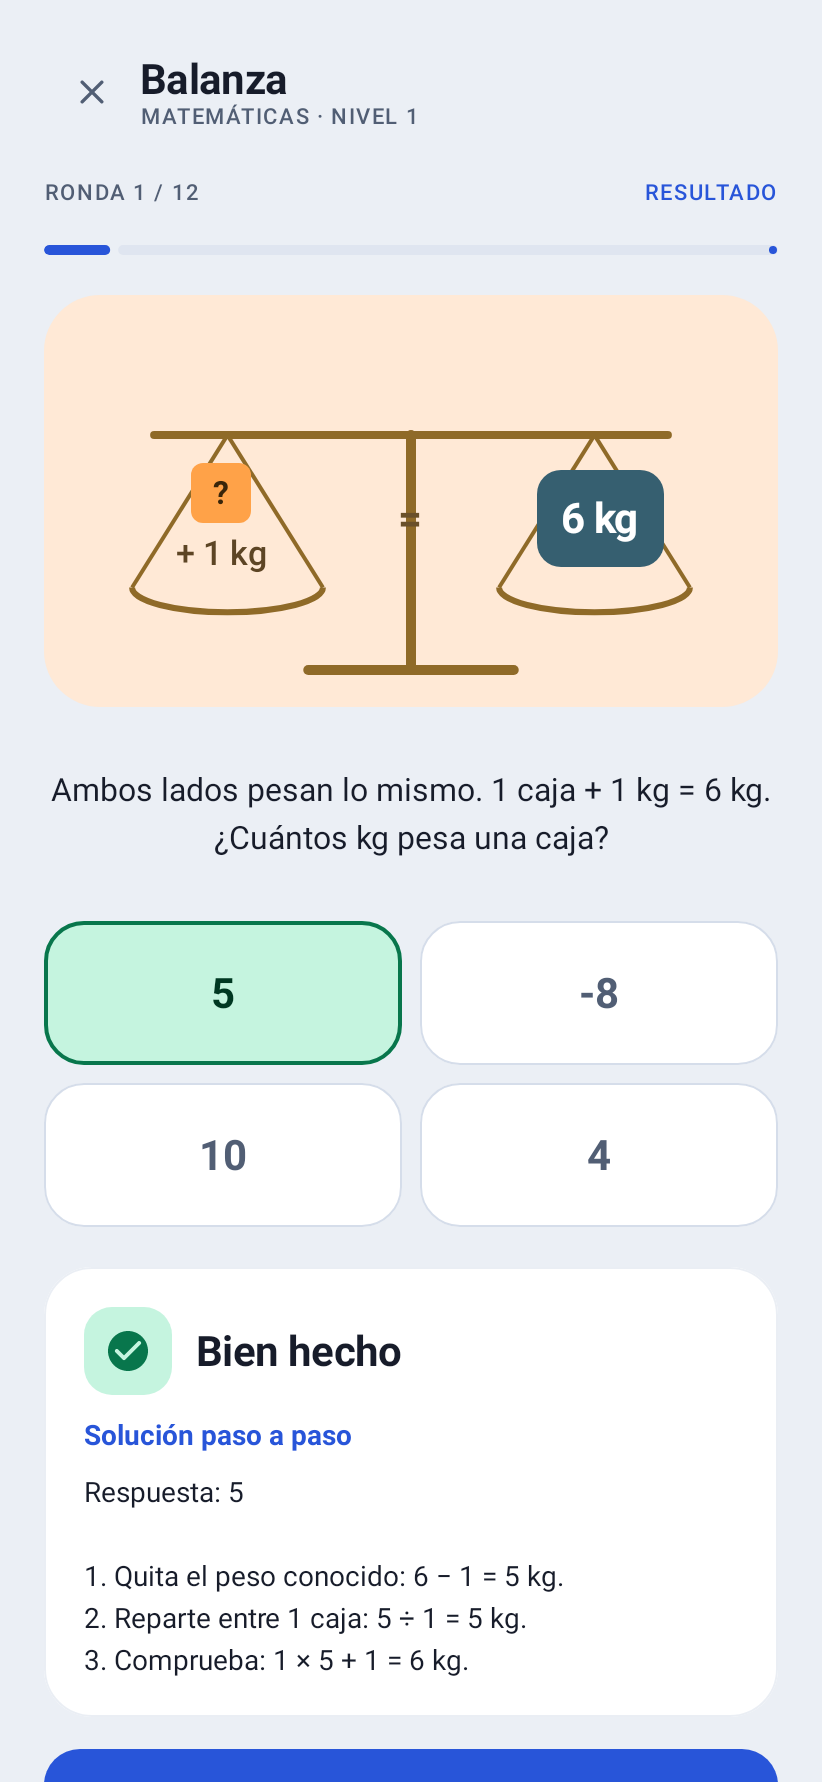 Balanza
MATEMÁTICAS · NIVEL 1
RONDA 1 / 12
RESULTADO
?
+ 1 kg
=
6 kg
Ambos lados pesan lo mismo. 1 caja + 1 kg = 6 kg.
¿Cuántos kg pesa una caja?
5
-8
10
4
Bien hecho
Solución paso a paso
Respuesta: 5
1. Quita el peso conocido: 6 − 1 = 5 kg.
2. Reparte entre 1 caja: 5 ÷ 1 = 5 kg.
3. Comprueba: 1 × 5 + 1 = 6 kg.